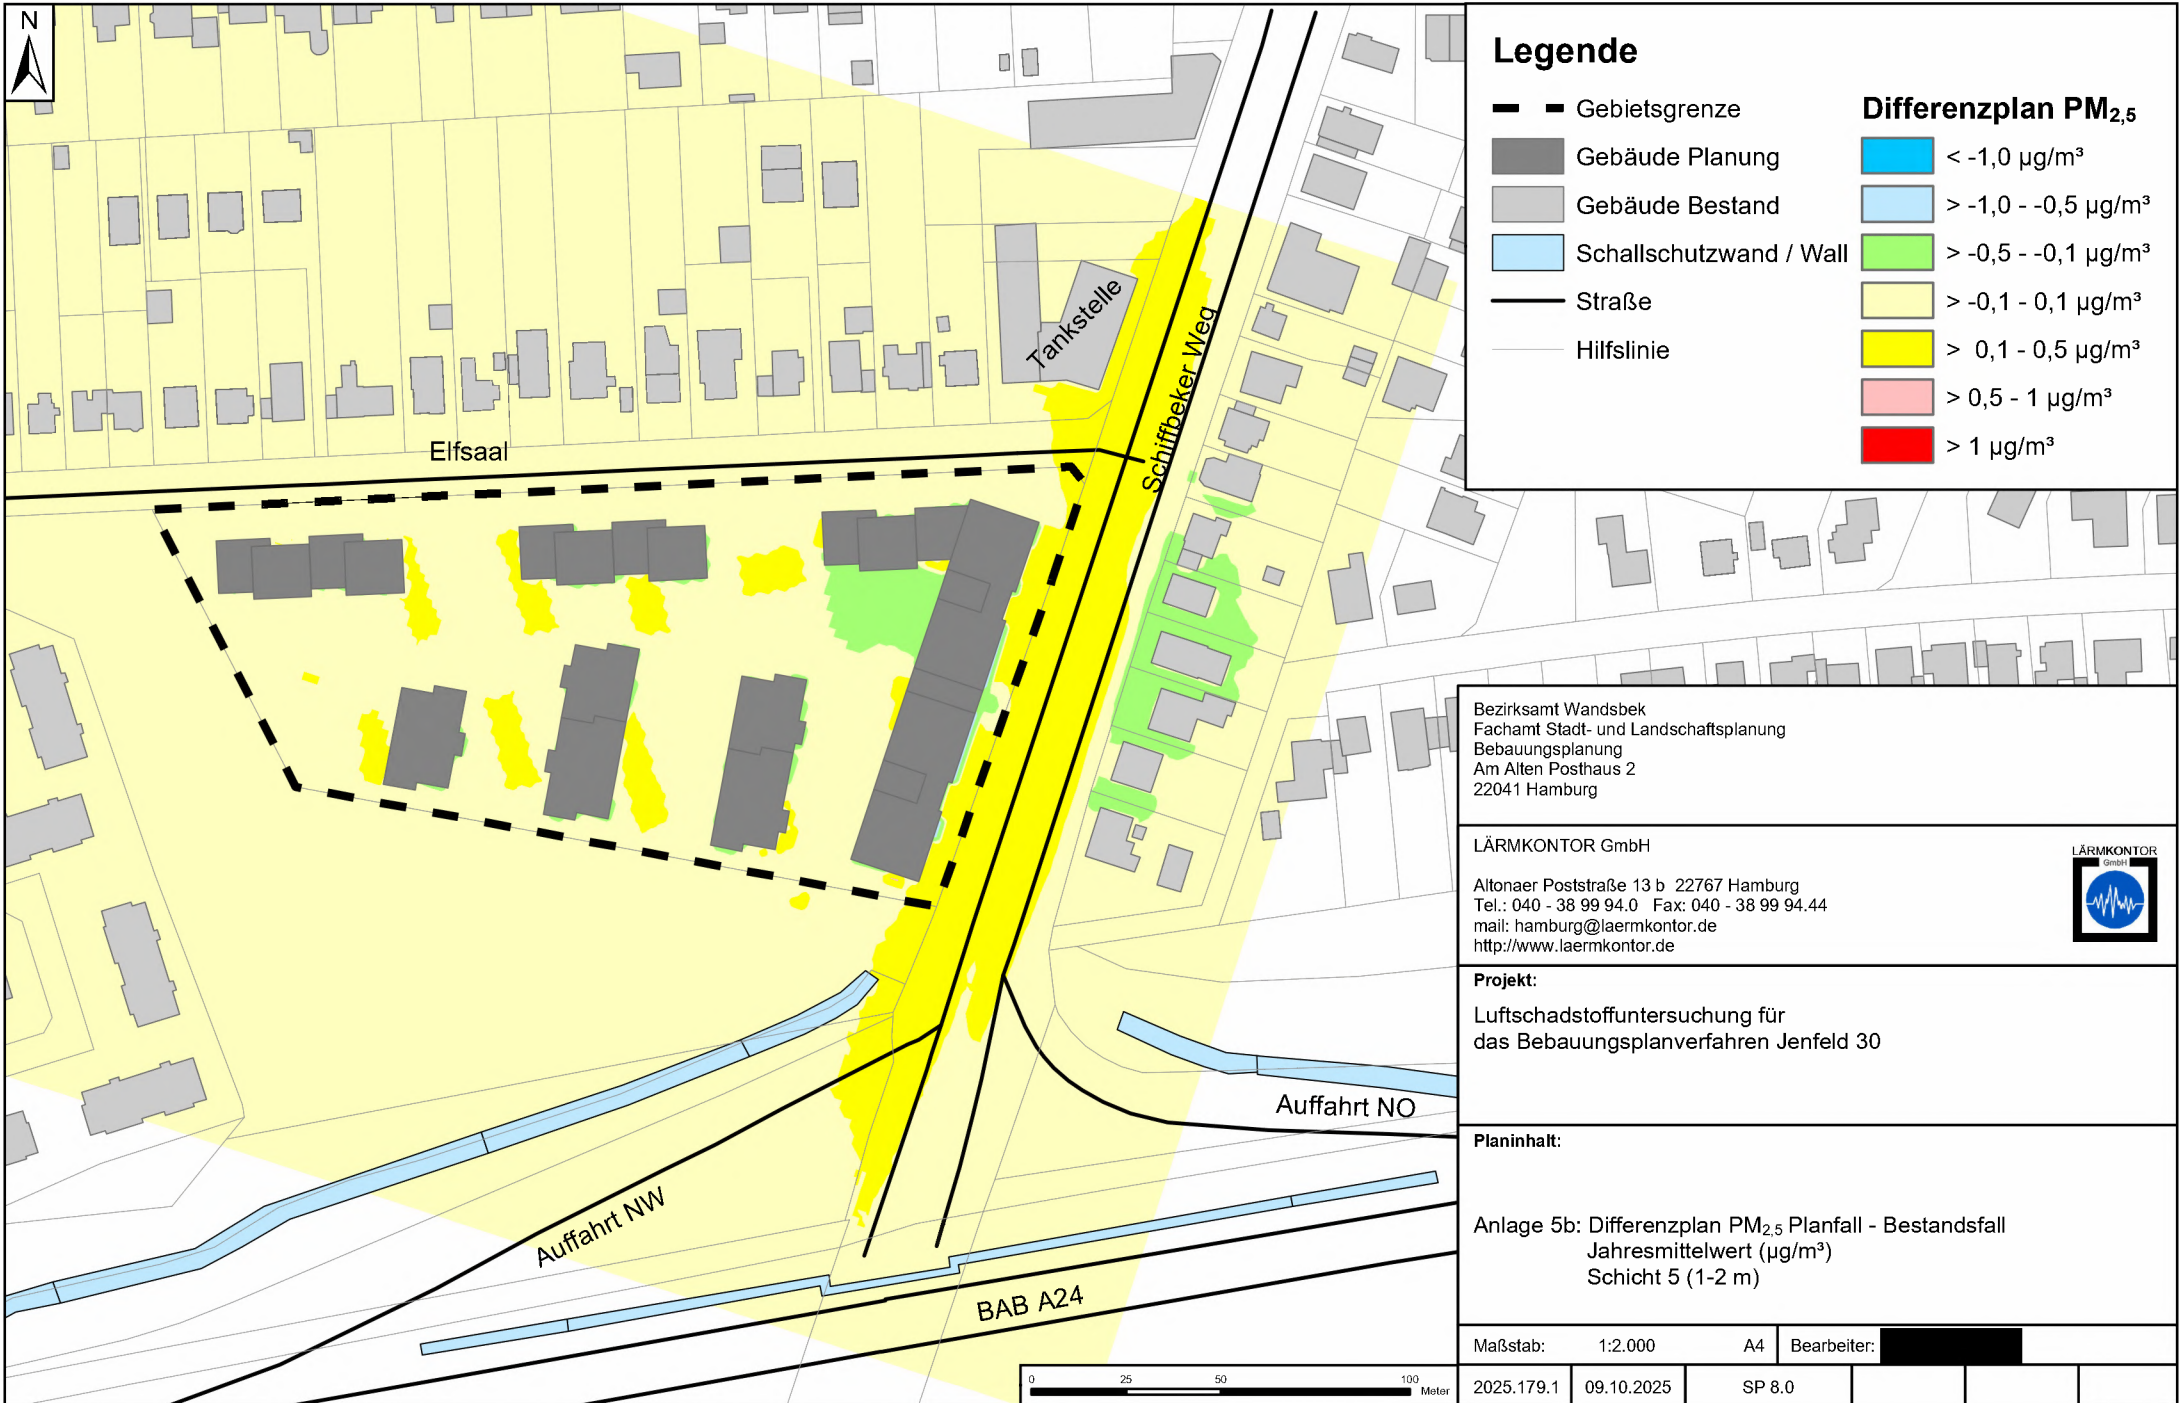 N
Elfsaal
Tankstelle
Schiffbeker Weg
Auffahrt NW
Auffahrt NO
BAB A24
0 25 50 100
Meter
Legende
Gebietsgrenze
Gebäude Planung
Gebäude Bestand
Schallschutzwand / Wall
Straße
Hilfslinie
Differenzplan PM2,5
< -1,0 µg/m³
> -1,0 - -0,5 µg/m³
> -0,5 - -0,1 µg/m³
> -0,1 - 0,1 µg/m³
> 0,1 - 0,5 µg/m³
> 0,5 - 1 µg/m³
> 1 µg/m³
Bezirksamt Wandsbek
Fachamt Stadt- und Landschaftsplanung
Bebauungsplanung
Am Alten Posthaus 2
22041 Hamburg
LÄRMKONTOR GmbH
Altonaer Poststraße 13 b 22767 Hamburg
Tel.: 040 - 38 99 94.0 Fax: 040 - 38 99 94.44
mail: hamburg@laermkontor.de
http://www.laermkontor.de
LÄRMKONTOR
GmbH
Projekt:
Luftschadstoffuntersuchung für
das Bebauungsplanverfahren Jenfeld 30
Planinhalt:
Anlage 5b: Differenzplan PM2,5 Planfall - Bestandsfall
Jahresmittelwert (µg/m³)
Schicht 5 (1-2 m)
Maßstab: 1:2.000 A4 Bearbeiter:
2025.179.1 09.10.2025 SP 8.0